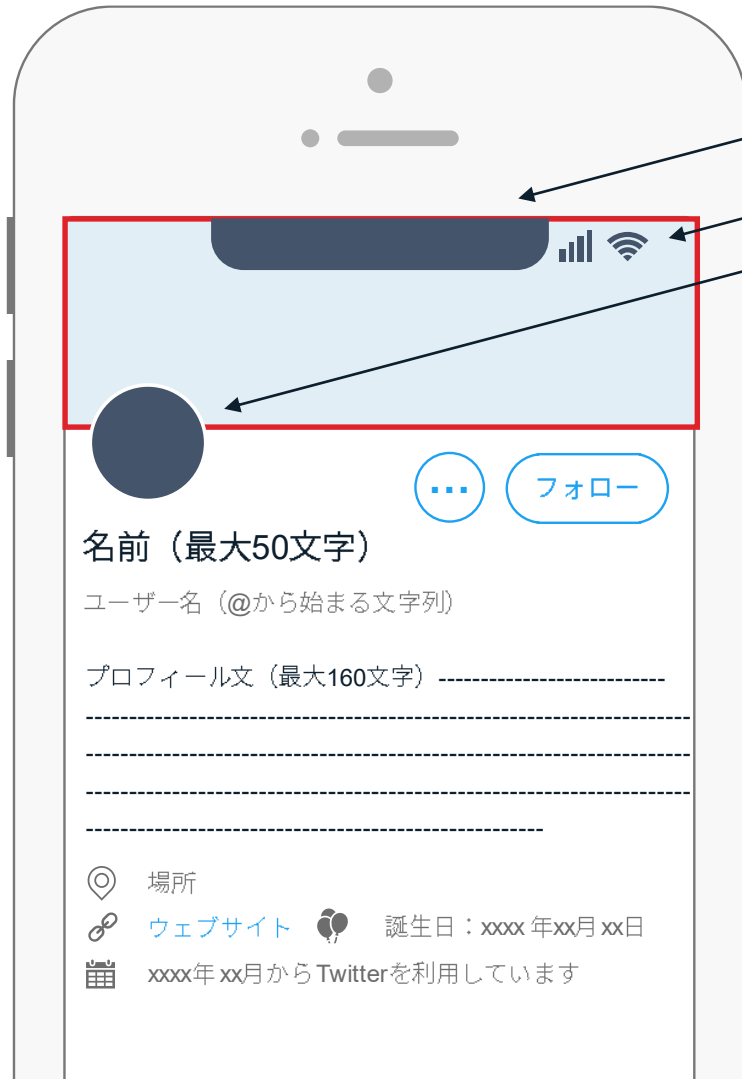 フォロー
名前（最大50文字）
ユーザー名（@から始まる文字列）
プロフィール文（最大160文字）---------------------------
------------------------------------------------------------------------
------------------------------------------------------------------------
------------------------------------------------------------------------
------------------------------------------------------
場所
ウェブサイト 誕生日：xxxx 年xx月xx日
xxxx年 xx月からTwitterを利用しています